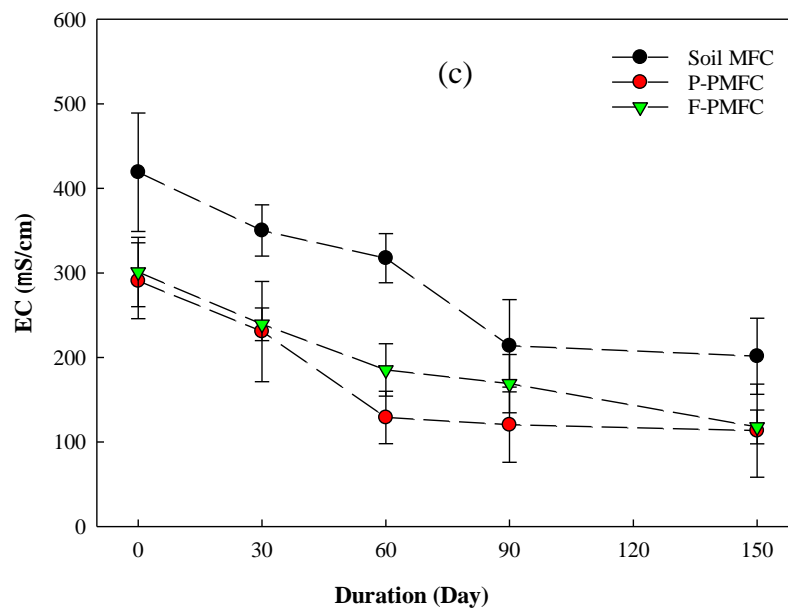 600
500
400
300
200
100
0
EC (mS/cm)
(c)
Soil MFC
P-PMFC
F-PMFC
0 30 60 90 120 150
Duration (Day)